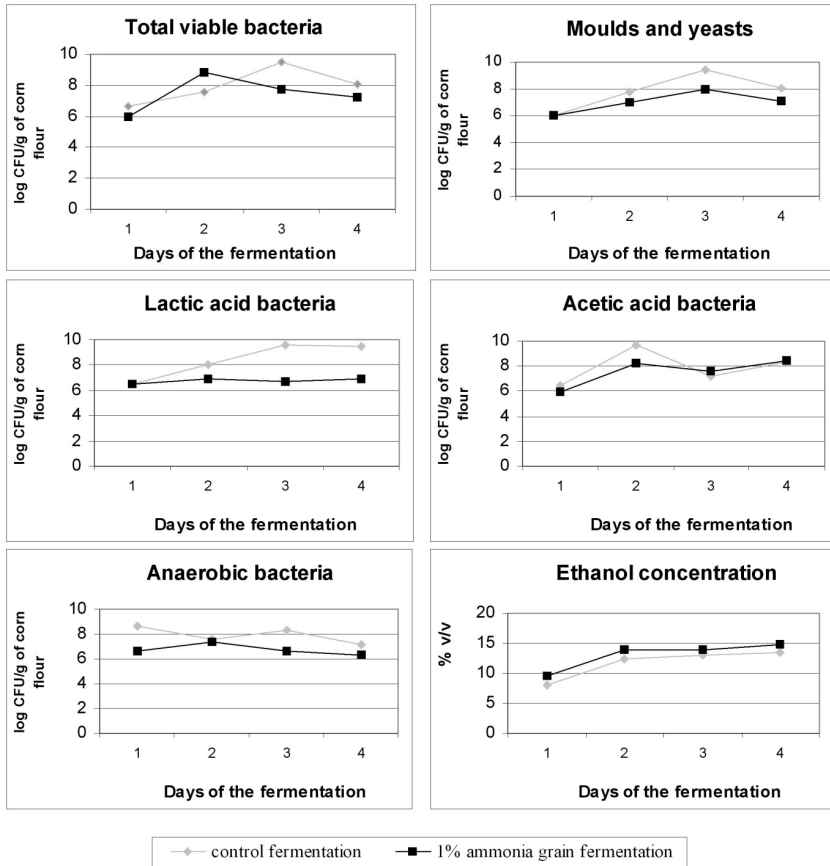 Total viable bacteria
log CFU/g of corn
flour
10
8
6
4
2
0
1 2 3 4
Days of the fermentation
Moulds and yeasts
log CFU/g of corn
flour
10
8
6
4
2
0
1 2 3 4
Days of the fermentation
Lactic acid bacteria
log CFU/g of corn
flour
10
8
6
4
2
0
1 2 3 4
Days of the fermentation
Acetic acid bacteria
log CFU/g of corn
flour
10
8
6
4
2
0
1 2 3 4
Days of the fermentation
Anaerobic bacteria
log CFU/g of corn
flour
10
8
6
4
2
0
1 2 3 4
Days of the fermentation
Ethanol concentration
% v/v
20
15
10
5
0
1 2 3 4
Days of the fermentation
control fermentation 1% ammonia grain fermentation